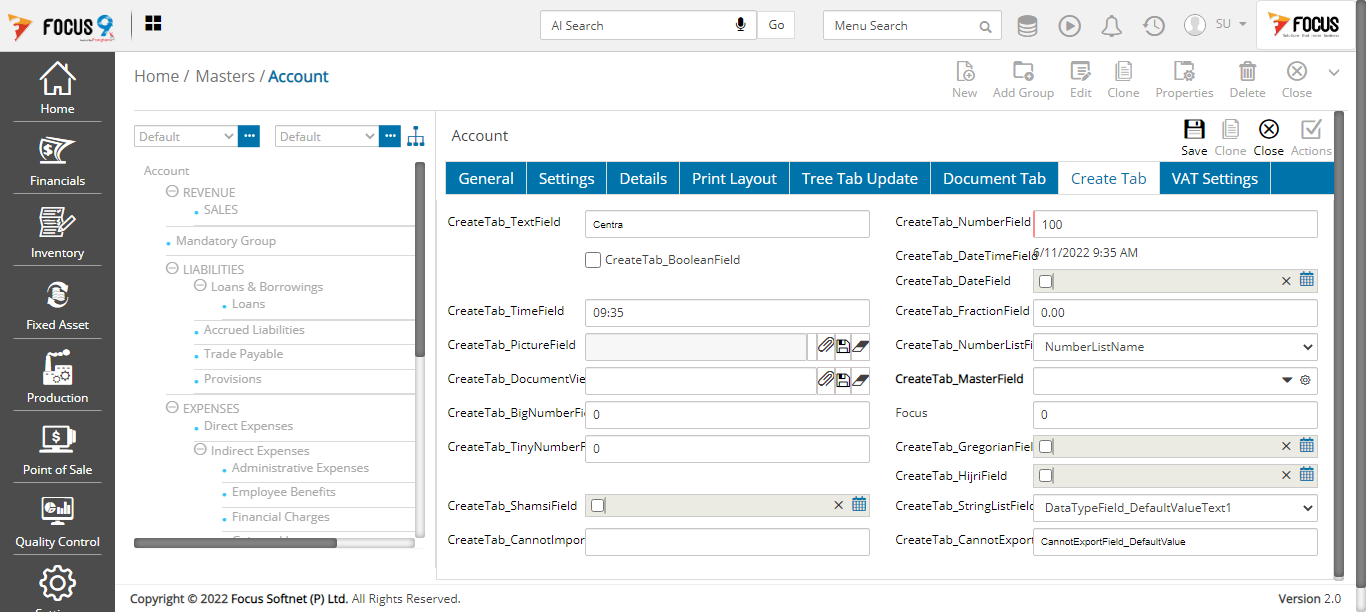 FOCUS 9
AI Search
Go
Menu Search
SU
FOCUS
Home
Financials
Inventory
Fixed Asset
Production
Point of Sale
Quality Control
Home / Masters / Account
New
Add Group
Edit
Clone
Properties
Delete
Close
Default
Default
Account
REVENUE
SALES
Mandatory Group
LIABILITIES
Loans & Borrowings
Loans
Accrued Liabilities
Trade Payable
Provisions
EXPENSES
Direct Expenses
Indirect Expenses
Administrative Expenses
Employee Benefits
Financial Charges
Account
Save
Clone
Close
Actions
General
Settings
Details
Print Layout
Tree Tab Update
Document Tab
Create Tab
VAT Settings
CreateTab_TextField
Centra
CreateTab_NumberField
100
CreateTab_BooleanField
CreateTab_DateTimeField
6/11/2022 9:35 AM
CreateTab_DateField
CreateTab_TimeField
09:35
CreateTab_FractionField
0.00
CreateTab_PictureField
CreateTab_NumberListFi
NumberListName
CreateTab_DocumentVie
CreateTab_MasterField
CreateTab_BigNumberFi
0
Focus
0
CreateTab_TinyNumberF
0
CreateTab_GregorianFiel
CreateTab_HijriField
CreateTab_ShamsiField
CreateTab_StringListField
DataTypeField_DefaultValueText1
CreateTab_CannotImpor
CreateTab_CannotExport
CannotExportField_DefaultValue
Copyright © 2022 Focus Softnet (P) Ltd. All Rights Reserved.
Version 2.0